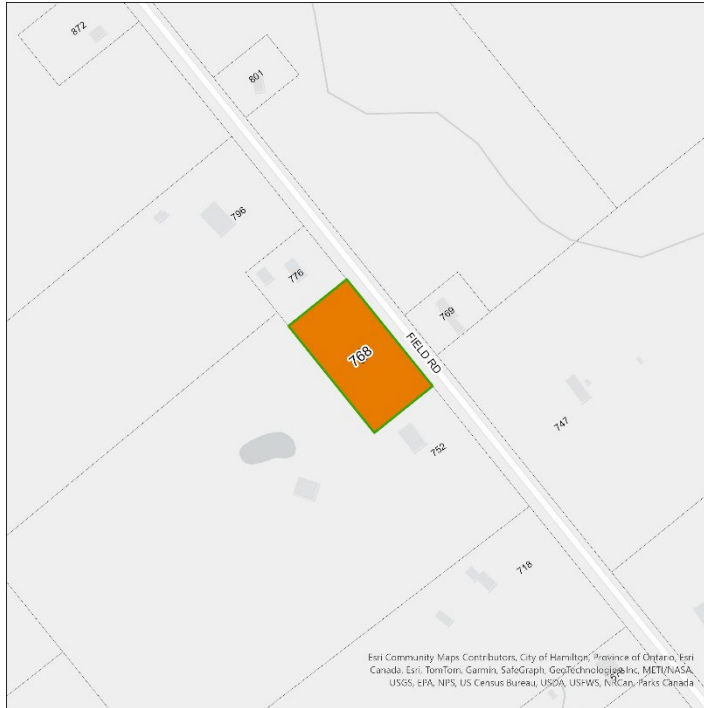 872
801
796
776
769
768
FIELD RD
747
752
718
Esri Community Maps Contributors, City of Hamilton, Province of Ontario, Esri
Canada, Esri, TomTom, Garmin, SafeGraph, GeoTechnologies, Inc, METI/NASA,
USGS, EPA, NPS, US Census Bureau, USDA, USFWS, NRCan, Parks Canada